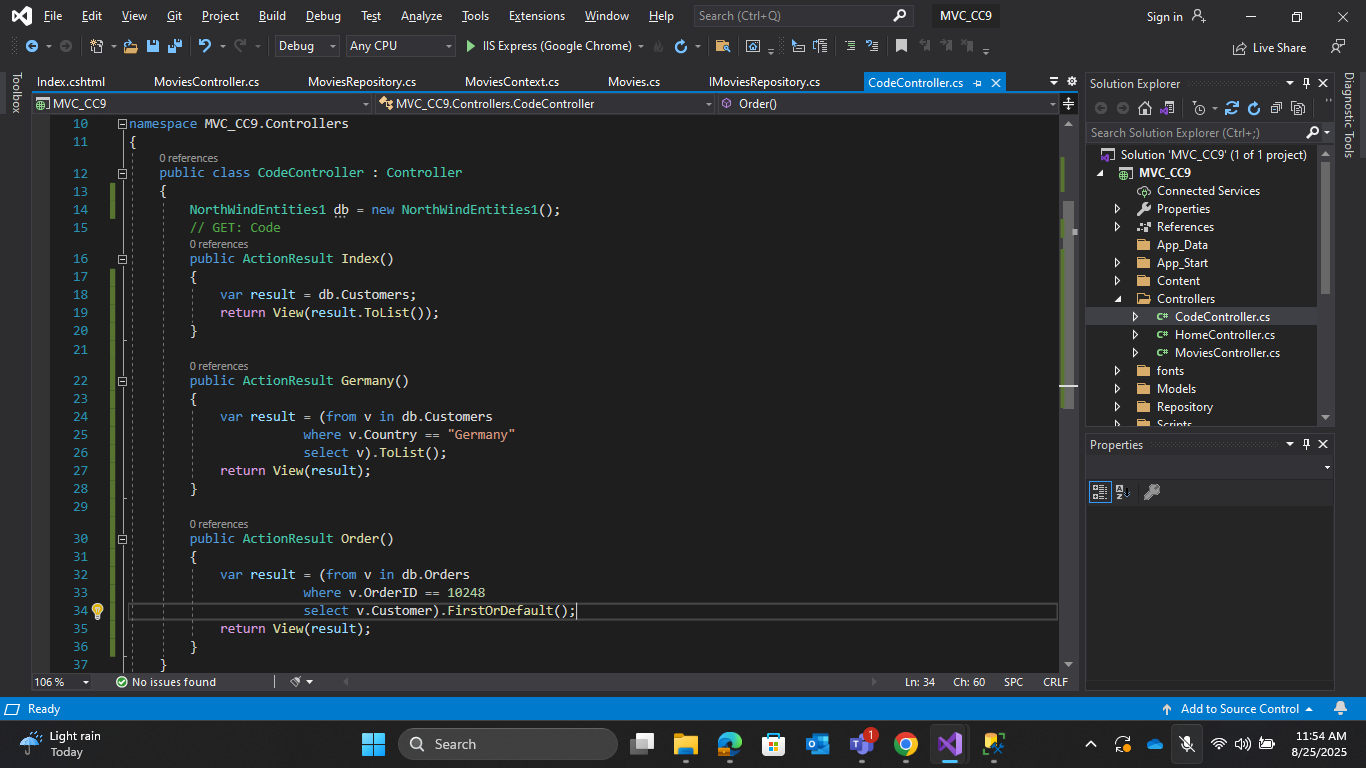 File Edit View Git Project Build Debug Test Analyze Tools Extensions Window Help Search (Ctrl+Q) MVC_CC9 Sign in
Debug Any CPU IIS Express (Google Chrome) Live Share
Toolbox
Index.cshtml MoviesController.cs MoviesRepository.cs MoviesContext.cs Movies.cs IMoviesRepository.cs CodeController.cs
MVC_CC9 MVC_CC9.Controllers.CodeController Order()
10 namespace MVC_CC9.Controllers
11 {
0 references
12 public class CodeController : Controller
13 {
14 NorthWindEntities1 db = new NorthWindEntities1();
15 // GET: Code
0 references
16 public ActionResult Index()
17 {
18 var result = db.Customers;
19 return View(result.ToList());
20 }
21
0 references
22 public ActionResult Germany()
23 {
24 var result = (from v in db.Customers
25 where v.Country == "Germany"
26 select v).ToList();
27 return View(result);
28 }
29
0 references
30 public ActionResult Order()
31 {
32 var result = (from v in db.Orders
33 where v.OrderID == 10248
34 select v.Customer).FirstOrDefault();
35 return View(result);
36 }
37 }
106 % No issues found Ln: 34 Ch: 60 SPC CRLF
Solution Explorer
Search Solution Explorer (Ctrl+;)
Solution 'MVC_CC9' (1 of 1 project)
MVC_CC9
Connected Services
Properties
References
App_Data
App_Start
Content
Controllers
C# CodeController.cs
C# HomeController.cs
C# MoviesController.cs
fonts
Models
Repository
Scripts
Properties
Diagnostic Tools
Ready Add to Source Control
Light rain
Today
Search
1
11:54 AM
8/25/2025